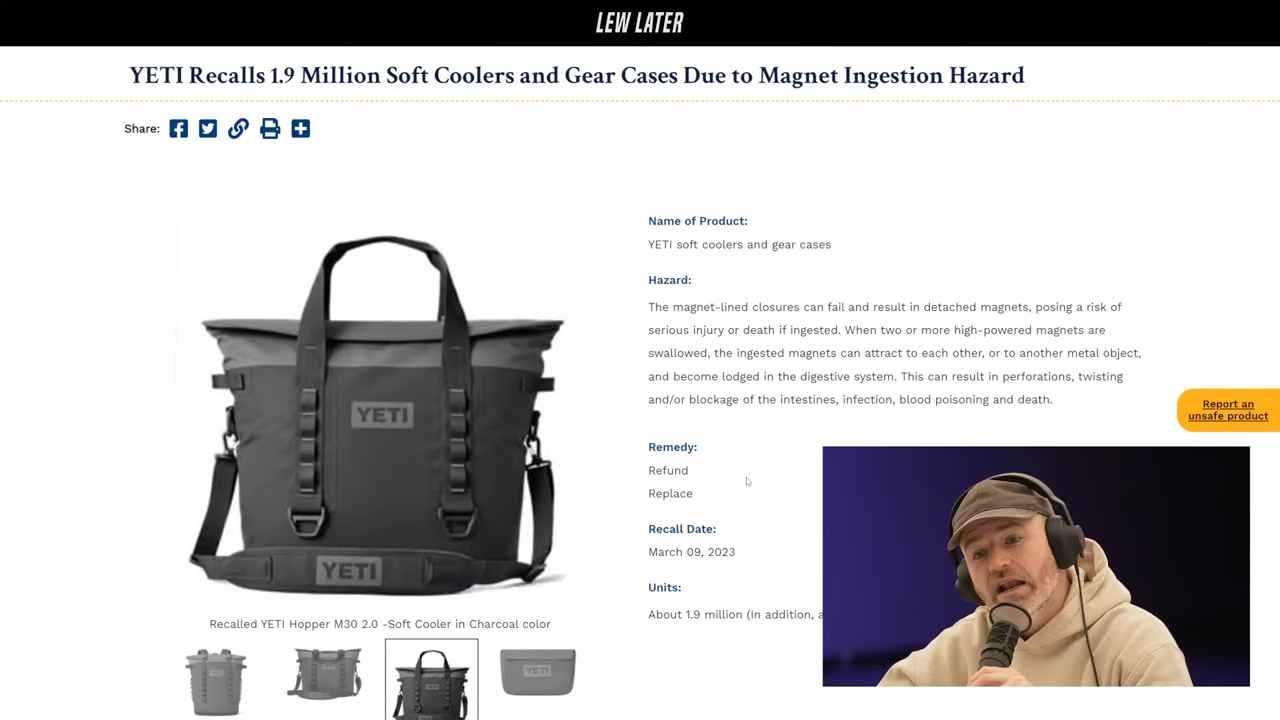 LEW LATER
YETI Recalls 1.9 Million Soft Coolers and Gear Cases Due to Magnet Ingestion Hazard
Share:
YETI
YETI
Recalled YETI Hopper M30 2.0 -Soft Cooler in Charcoal color
YETI
Name of Product:
YETI soft coolers and gear cases
Hazard:
The magnet-lined closures can fail and result in detached magnets, posing a risk of
serious injury or death if ingested. When two or more high-powered magnets are
swallowed, the ingested magnets can attract to each other, or to another metal object,
and become lodged in the digestive system. This can result in perforations, twisting
and/or blockage of the intestines, infection, blood poisoning and death.
Remedy:
Refund
Replace
Recall Date:
March 09, 2023
Units:
About 1.9 million (In addition, a
Report an
unsafe product